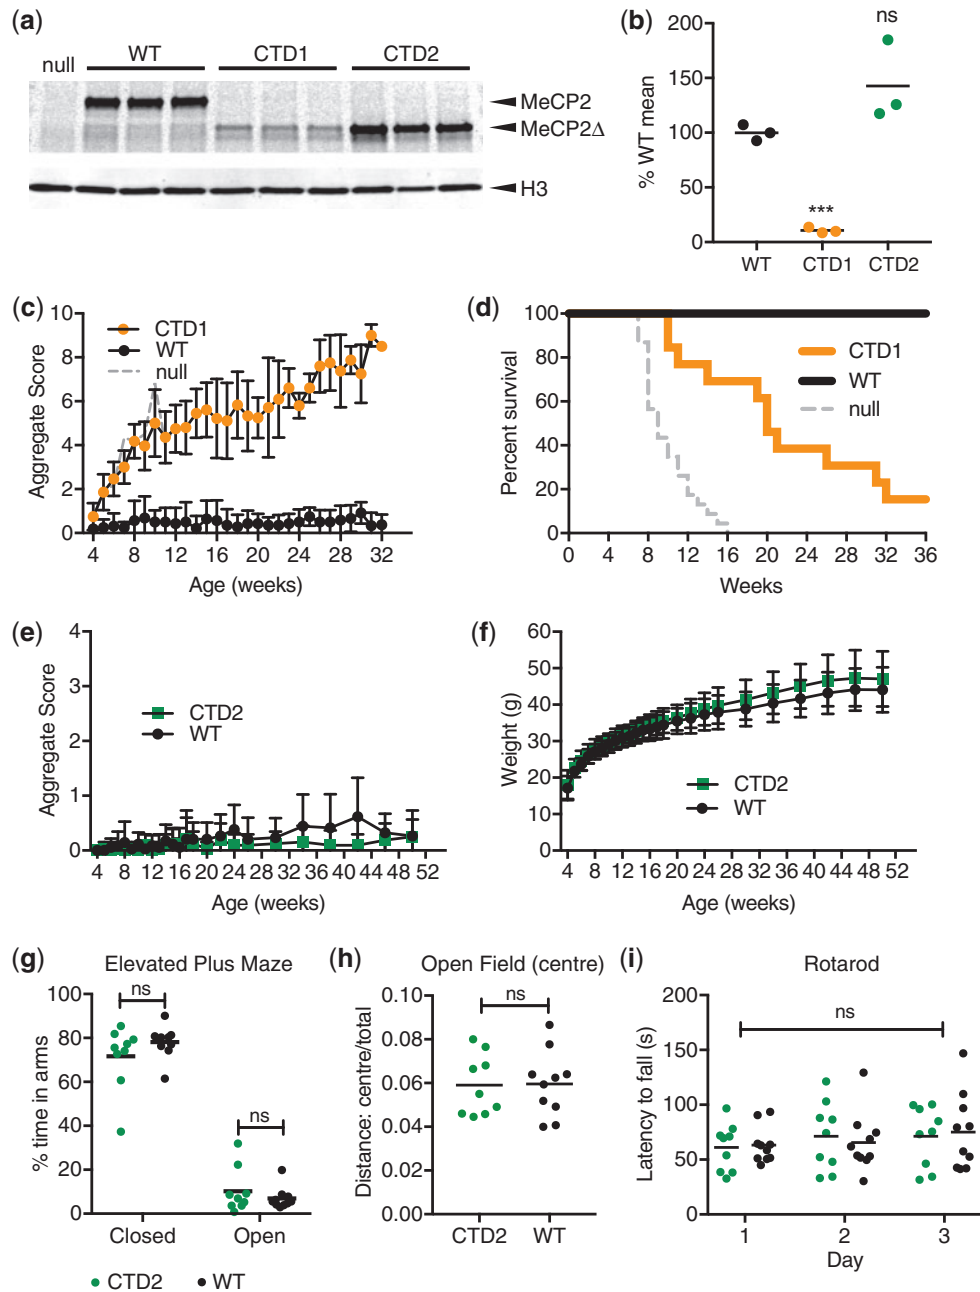 (a)
null WT CTD1 CTD2
MeCP2
MeCP2Δ
H3
(b)
ns
200
150
% WT mean
100
50
***
0
WT CTD1 CTD2
(c)
10
8
6
4
2
0
Aggregate Score
CTD1
WT
null
4 8 12 16 20 24 28 32
Age (weeks)
(d)
100
80
60
40
20
0
Percent survival
CTD1
WT
null
0 4 8 12 16 20 24 28 32 36
Weeks
(e)
4
3
2
1
0
Aggregate Score
CTD2
WT
4 8 12 16 20 24 28 32 36 40 44 48 52
Age (weeks)
(f)
60
50
40
30
20
10
0
Weight (g)
CTD2
WT
4 8 12 16 20 24 28 32 36 40 44 48 52
Age (weeks)
(g)
Elevated Plus Maze
ns
100
80
60
40
20
0
% time in arms
ns
Closed Open
CTD2 WT
(h)
Open Field (centre)
ns
0.10
0.08
0.06
0.04
0.02
0.00
Distance: centre/total
CTD2 WT
(i)
Rotarod
200
150
100
50
0
Latency to fall (s)
ns
1 2 3
Day